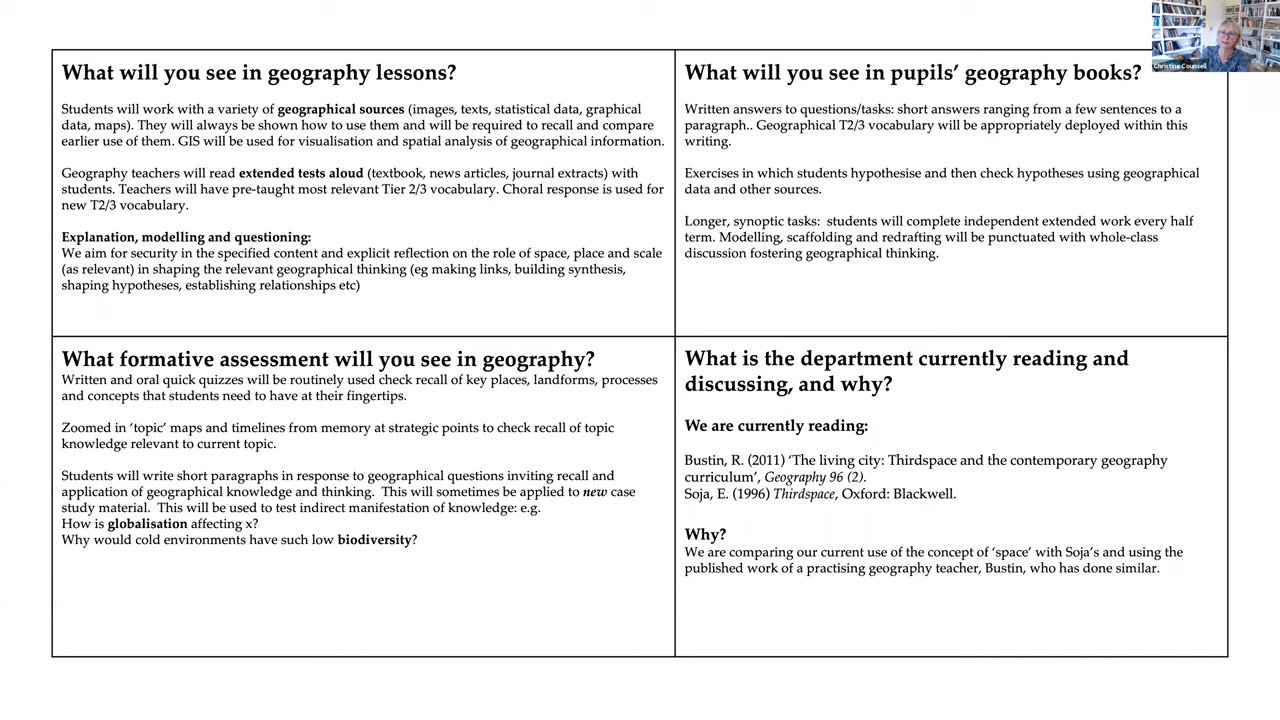 What will you see in geography lessons?
Students will work with a variety of geographical sources (images, texts, statistical data, graphical
data, maps). They will always be shown how to use them and will be required to recall and compare
earlier use of them. GIS will be used for visualisation and spatial analysis of geographical information.
Geography teachers will read extended tests aloud (textbook, news articles, journal extracts) with
students. Teachers will have pre-taught most relevant Tier 2/3 vocabulary. Choral response is used for
new T2/3 vocabulary.
Explanation, modelling and questioning:
We aim for security in the specified content and explicit reflection on the role of space, place and scale
(as relevant) in shaping the relevant geographical thinking (eg making links, building synthesis,
shaping hypotheses, establishing relationships etc)
What will you see in pupils' geography books?
Written answers to questions/tasks: short answers ranging from a few sentences to a
paragraph.. Geographical T2/3 vocabulary will be appropriately deployed within this
writing.
Exercises in which students hypothesise and then check hypotheses using geographical
data and other sources.
Longer, synoptic tasks:  students will complete independent extended work every half
term. Modelling, scaffolding and redrafting will be punctuated with whole-class
discussion fostering geographical thinking.
What formative assessment will you see in geography?
Written and oral quick quizzes will be routinely used check recall of key places, landforms, processes
and concepts that students need to have at their fingertips.
Zoomed in 'topic' maps and timelines from memory at strategic points to check recall of topic
knowledge relevant to current topic.
Students will write short paragraphs in response to geographical questions inviting recall and
application of geographical knowledge and thinking.  This will sometimes be applied to new case
study material.  This will be used to test indirect manifestation of knowledge: e.g.
How is globalisation affecting x?
Why would cold environments have such low biodiversity?
What is the department currently reading and
discussing, and why?
We are currently reading:
Bustin, R. (2011) 'The living city: Thirdspace and the contemporary geography
curriculum', Geography 96 (2).
Soja, E. (1996) Thirdspace, Oxford: Blackwell.
Why?
We are comparing our current use of the concept of 'space' with Soja's and using the
published work of a practising geography teacher, Bustin, who has done similar.
Christine Counsell